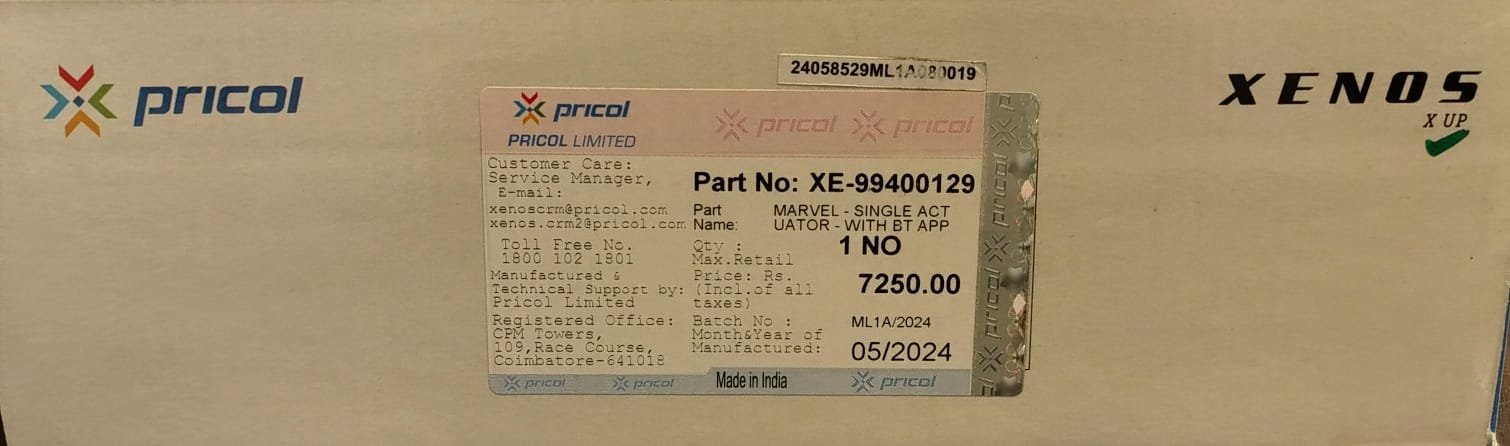 pricol
24058529ML1A080019
XENOS
X UP
pricol
PRICOL LIMITED
pricol pricol
Customer Care:
Service Manager,
E-mail:
xenoscrm@pricol.com
xenos.crm2@pricol.com
Toll Free No.
1800 102 1801
Manufactured &
Technical Support by:
Pricol Limited
Registered Office:
CPM Towers,
109,Race Course,
Coimbatore-641018
Part No: XE-99400129
Part MARVEL - SINGLE ACT
Name: UATOR - WITH BT APP
Qty : 1 NO
Max.Retail
Price: Rs. 7250.00
(Incl.of all
taxes)
Batch No : ML1A/2024
Month&Year of
Manufactured: 05/2024
pricol pricol Made in India pricol
pricol
pricol
pricol